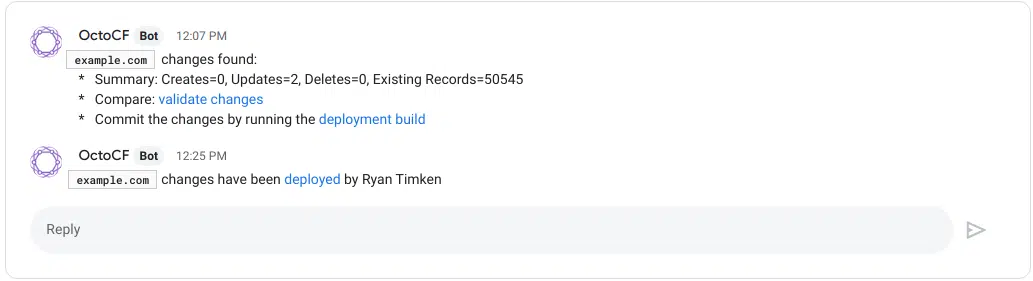 OctoCF Bot 12:07 PM
example.com changes found:
* Summary: Creates=0, Updates=2, Deletes=0, Existing Records=50545
* Compare: validate changes
* Commit the changes by running the deployment build
OctoCF Bot 12:25 PM
example.com changes have been deployed by Ryan Timken
Reply